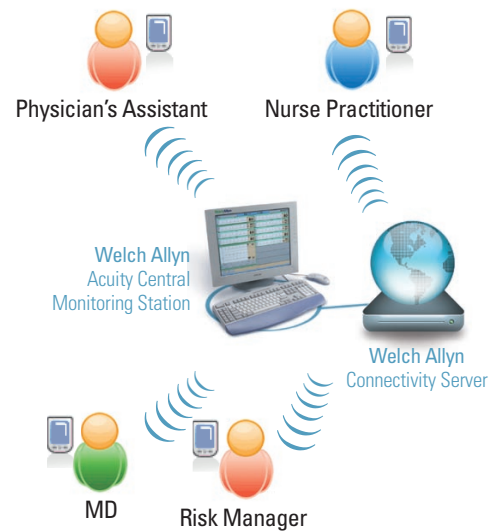 Physician's Assistant
Nurse Practitioner
Welch Allyn
Acuity Central
Monitoring Station
Welch Allyn
Connectivity Server
MD
Risk Manager